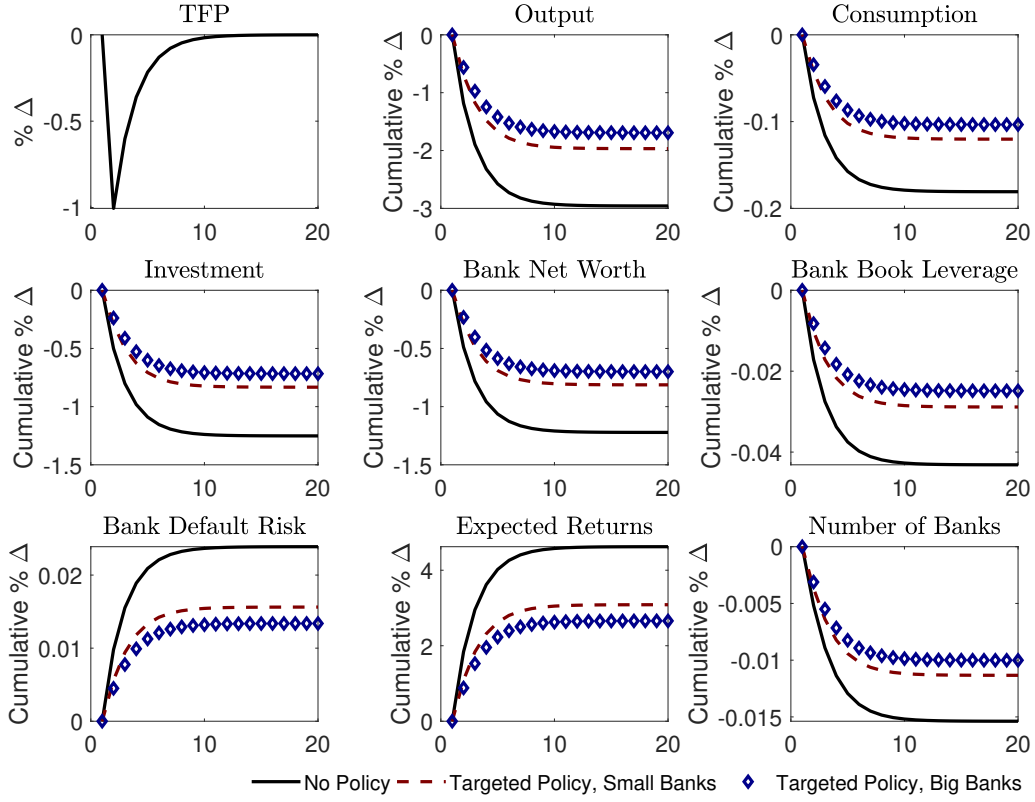 TFP
Output
Consumption
% Δ
0
-0.5
-1
0 10 20
Cumulative % Δ
0
-1
-2
-3
0 10 20
Cumulative % Δ
0
-0.1
-0.2
0 10 20
Investment
Bank Net Worth
Bank Book Leverage
Cumulative % Δ
0
-0.5
-1
-1.5
0 10 20
Cumulative % Δ
0
-0.5
-1
-1.5
0 10 20
Cumulative % Δ
0
-0.02
-0.04
0 10 20
Bank Default Risk
Expected Returns
Number of Banks
Cumulative % Δ
0.02
0.01
0
0 10 20
Cumulative % Δ
4
2
0
0 10 20
Cumulative % Δ
0
-0.005
-0.01
-0.015
0 10 20
No Policy Targeted Policy, Small Banks Targeted Policy, Big Banks